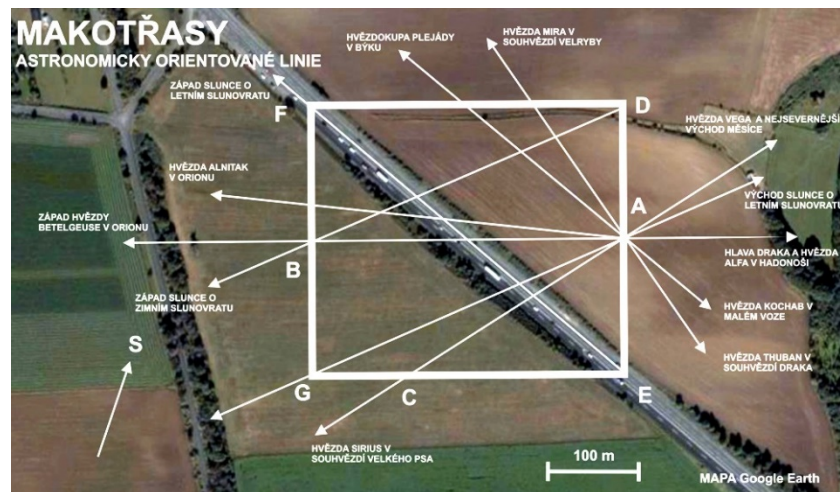 MAKOTŘASY
ASTRONOMICKY ORIENTOVANÉ LINIE
ZÁPAD SLUNCE O
LETNÍM SLUNOVRATU
F
HVĚZDOKUPA PLEJÁDY
V BÝKU
HVĚZDA MIRA V
SOUHVĚZDÍ VELRYBY
D
HVĚZDA VEGA A NEJSEVERNĚJŠÍ
VÝCHOD MĚSÍCE
HVĚZDA ALNITAK
V ORIONU
VÝCHOD SLUNCE O
LETNÍM SLUNOVRATU
A
ZÁPAD HVĚZDY
BETELGEUSE V ORIONU
B
HLAVA DRAKA A HVĚZDA
ALFA V HADONOŠI
ZÁPAD SLUNCE O
ZIMNÍM SLUNOVRATU
HVĚZDA KOCHAB V
MALÉM VOZE
S
HVĚZDA THUBAN V
SOUHVĚZDÍ DRAKA
G
C
E
HVĚZDA SIRIUS V
SOUHVĚZDÍ VELKÉHO PSA
100 m
MAPA Google Earth